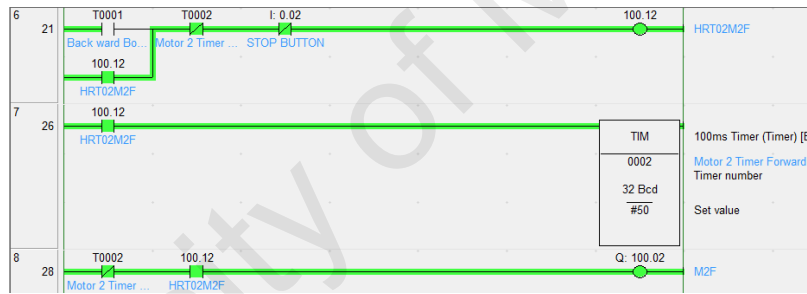 6 T0001 T0002 I: 0.02 100.12
21 HRT02M2F
Back ward Bo... Motor 2 Timer ... STOP BUTTON
100.12
HRT02M2F
7 100.12
26
HRT02M2F
TIM 100ms Timer (Timer) [B
0002 Motor 2 Timer Forward
Timer number
32 Bcd
#50 Set value
8 T0002 100.12 Q: 100.02
28 M2F
Motor 2 Timer ... HRT02M2F
ity of M